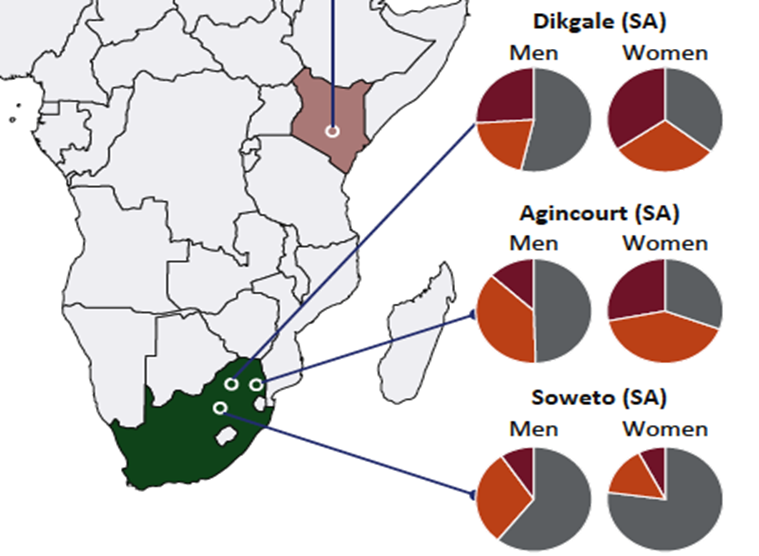 Dikgale (SA)
Men Women
Agincourt (SA)
Men Women
Soweto (SA)
Men Women